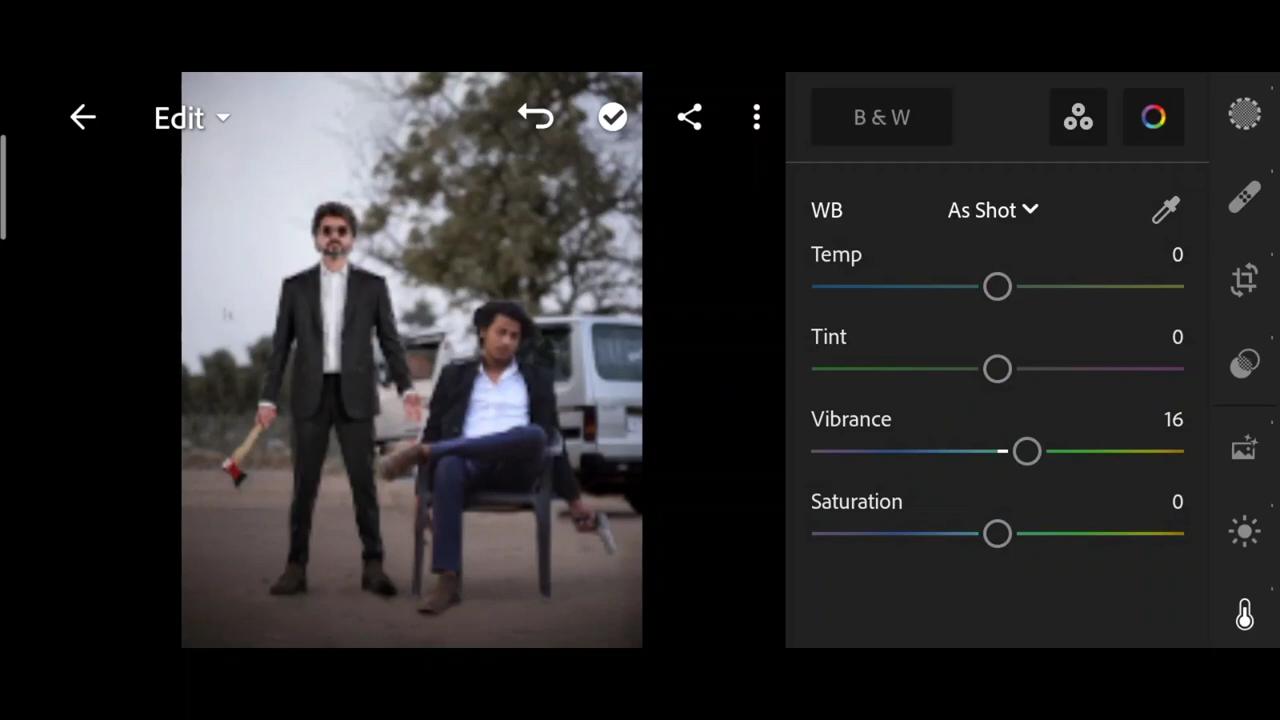 Edit
B & W
WB As Shot
Temp 0
Tint 0
Vibrance 16
Saturation 0